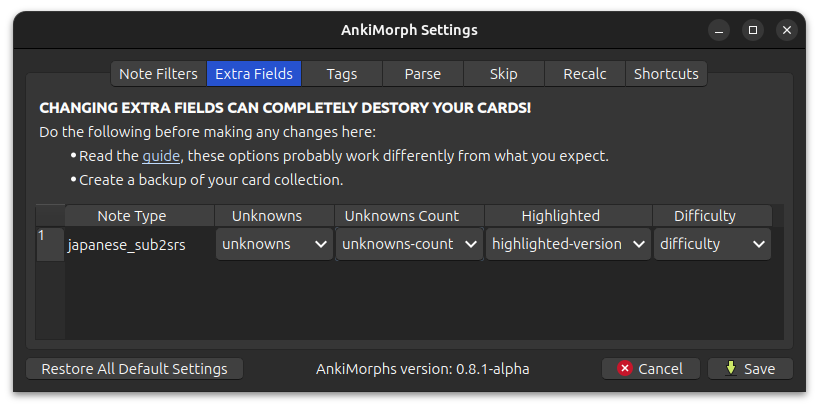 AnkiMorph Settings
Note Filters Extra Fields Tags Parse Skip Recalc Shortcuts
CHANGING EXTRA FIELDS CAN COMPLETELY DESTORY YOUR CARDS!
Do the following before making any changes here:
• Read the guide, these options probably work differently from what you expect.
• Create a backup of your card collection.
Note Type Unknowns Unknowns Count Highlighted Difficulty
1 japanese_sub2srs unknowns unknowns-count highlighted-version difficulty
Restore All Default Settings AnkiMorphs version: 0.8.1-alpha Cancel Save